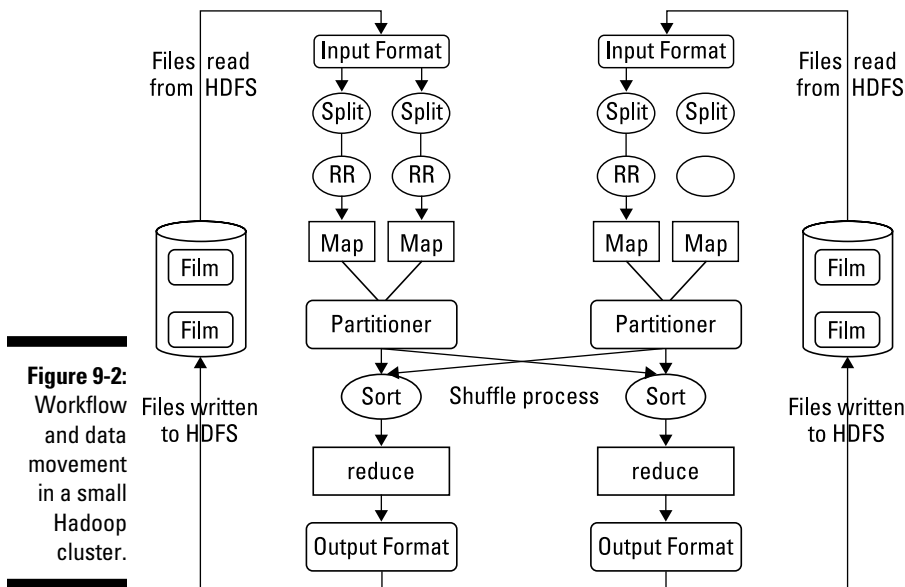 Files read
from HDFS
Input Format
Split Split
RR RR
Map Map
Film
Film
Partitioner
Sort
reduce
Output Format
Files written
to HDFS
Shuffle process
Input Format
Split Split
RR
Map Map
Partitioner
Sort
reduce
Output Format
Files read
from HDFS
Film
Film
Files written
to HDFS
Figure 9-2:
Workflow
and data
movement
in a small
Hadoop
cluster.